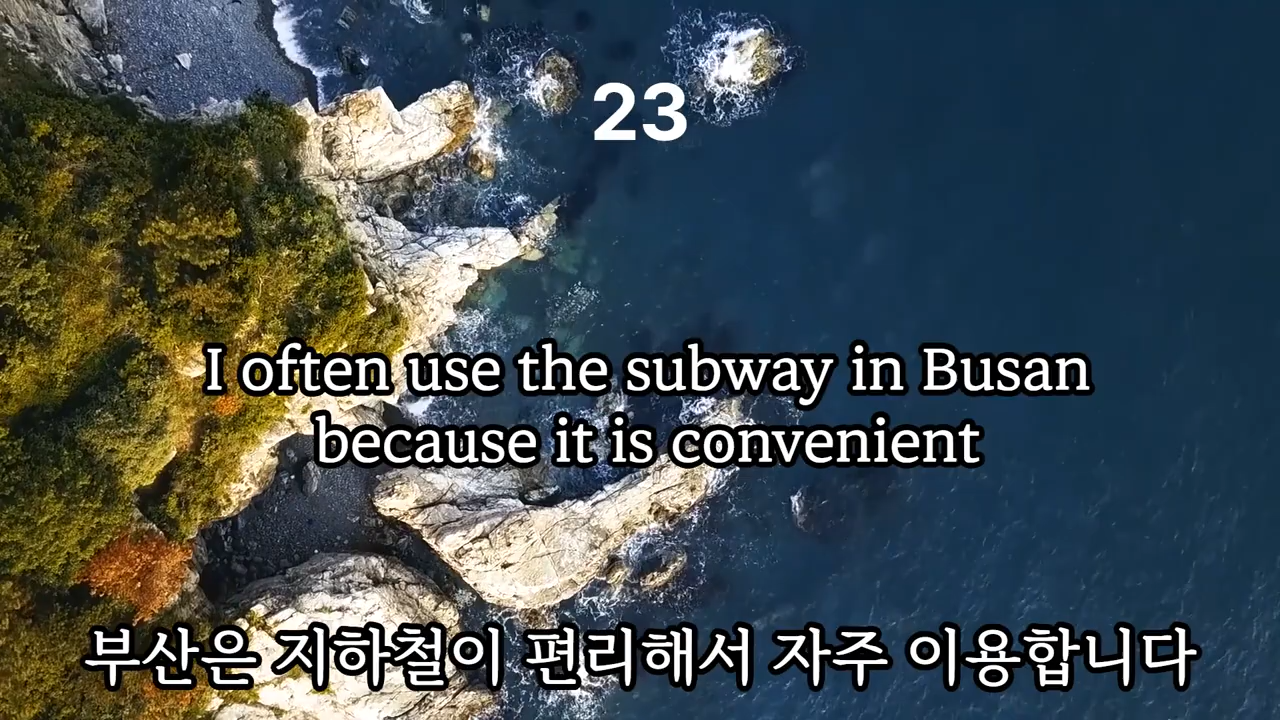 23
I often use the subway in Busan
because it is convenient
부산은 지하철이 편리해서 자주 이용합니다